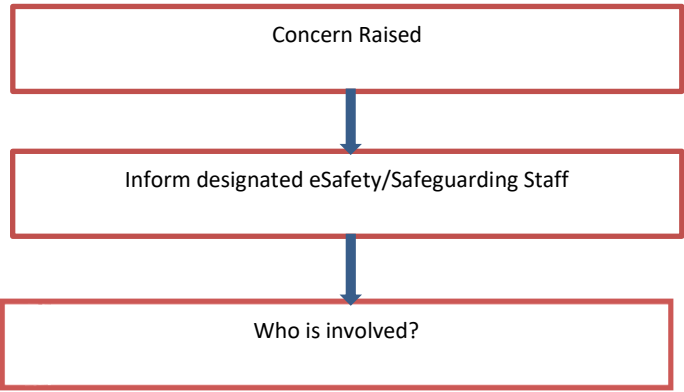 Concern Raised
Inform designated eSafety/Safeguarding Staff
Who is involved?